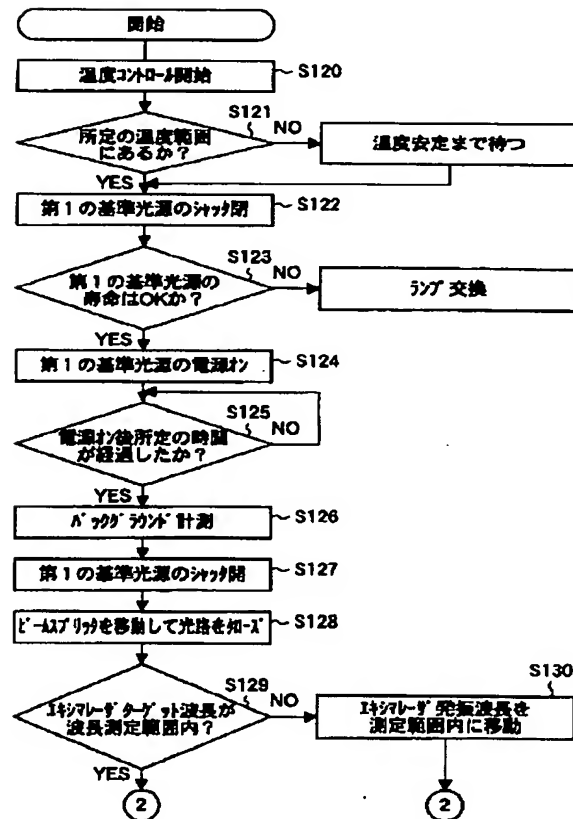 開始
温度コントロール開始
S120
S121
所定の温度範囲
にあるか？
NO
温度安定まで待つ
YES
第1の基準光源のシャッタ閉
S122
S123
第1の基準光源の
寿命はOKか？
NO
ランプ交換
YES
第1の基準光源の電源オン
S124
S125
電源オン後所定の時間
が経過したか？
NO
YES
バックグラウンド計測
S126
第1の基準光源のシャッタ開
S127
ビームスプリッタを移動して光路をクローズ
S128
S129
エキシマレーザターゲット波長が
波長測定範囲内？
NO
S130
エキシマレーザ発振波長を
測定範囲内に移動
YES
2
2